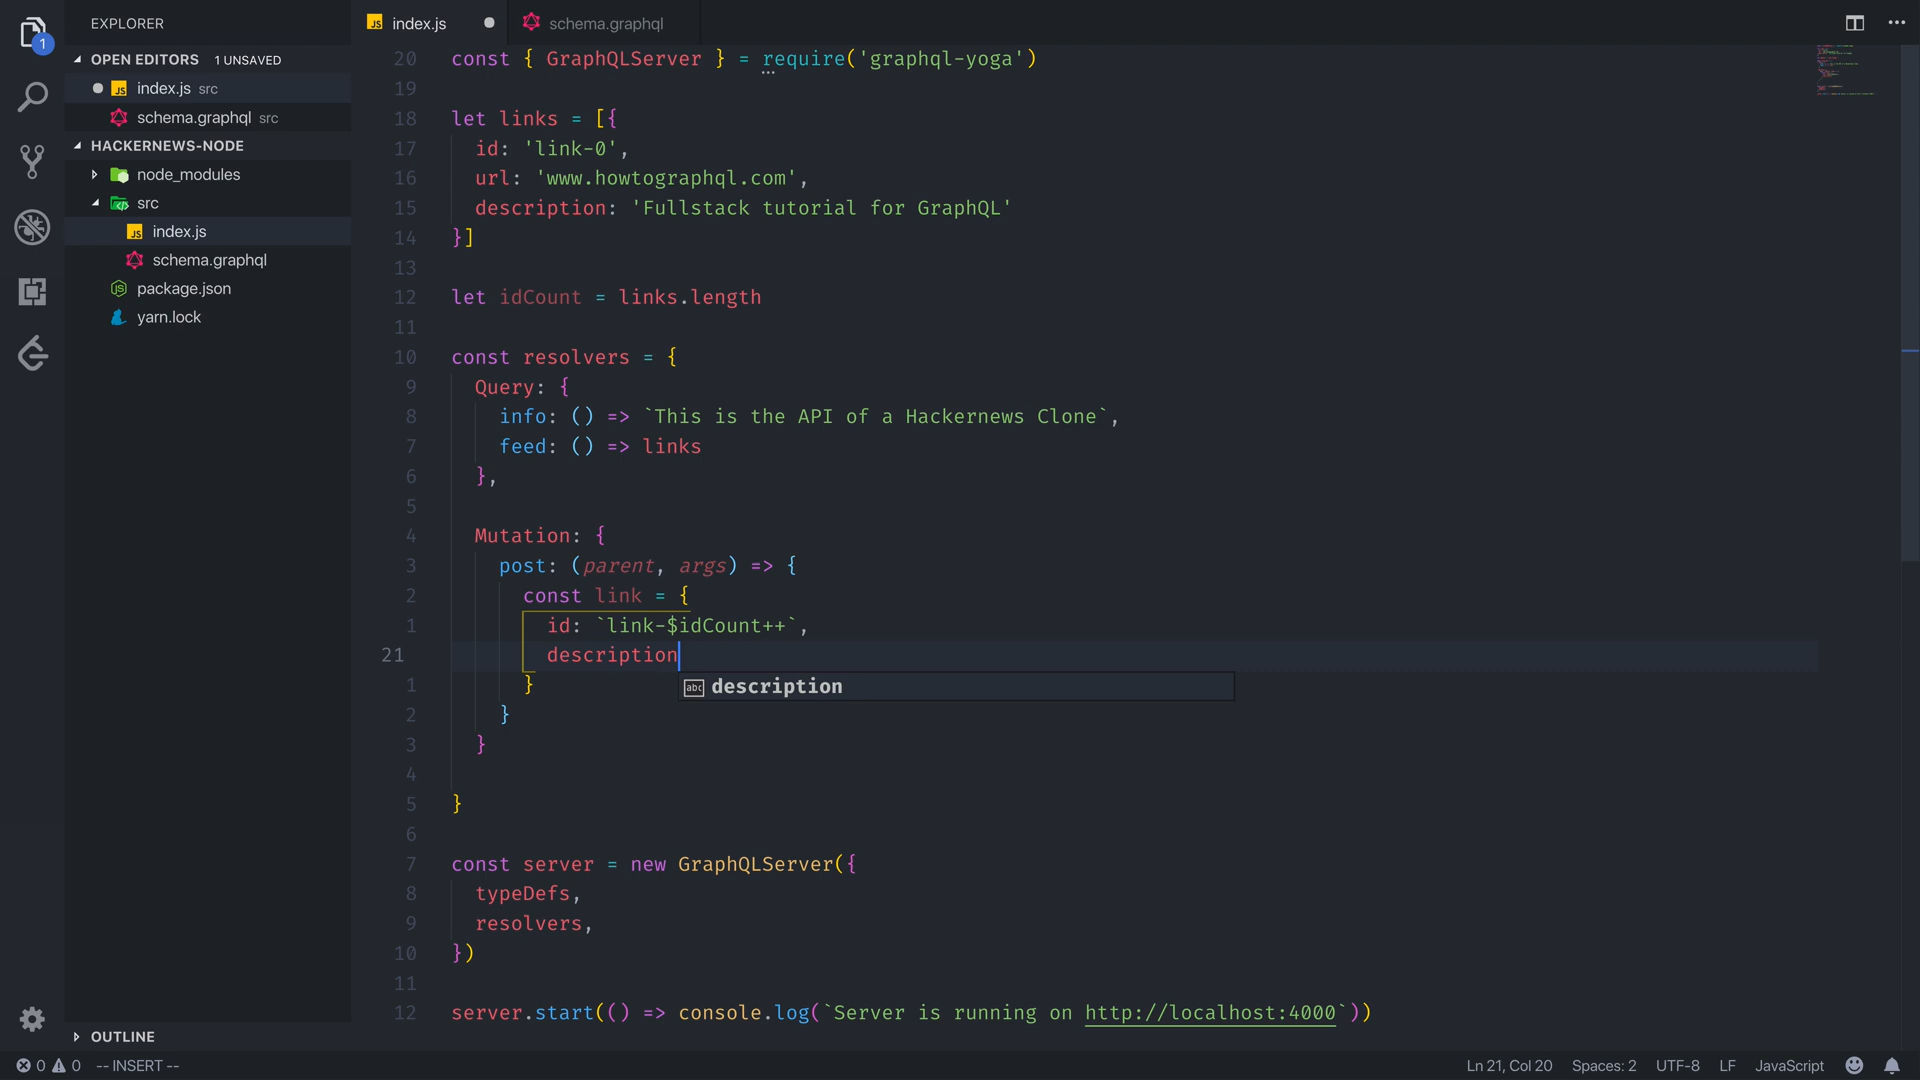 1
EXPLORER
OPEN EDITORS 1 UNSAVED
JS index.js src
schema.graphql src
HACKERNEWS-NODE
node_modules
src
JS index.js
schema.graphql
package.json
yarn.lock
OUTLINE
JS index.js
schema.graphql
20 const { GraphQLServer } = require('graphql-yoga')
19
18 let links = [{
17 id: 'link-0',
16 url: 'www.howtographql.com',
15 description: 'Fullstack tutorial for GraphQL'
14 }]
13
12 let idCount = links.length
11
10 const resolvers = {
9 Query: {
8 info: () => `This is the API of a Hackernews Clone`,
7 feed: () => links
6 },
5
4 Mutation: {
3 post: (parent, args) => {
2 const link = {
1 id: `link-$idCount++`,
21 description
abc description
1 }
2 }
3 }
4
5 }
6
7 const server = new GraphQLServer({
8 typeDefs,
9 resolvers,
10 })
11
12 server.start(() => console.log(`Server is running on http://localhost:4000`))
0 0 -- INSERT -- Ln 21, Col 20 Spaces: 2 UTF-8 LF JavaScript